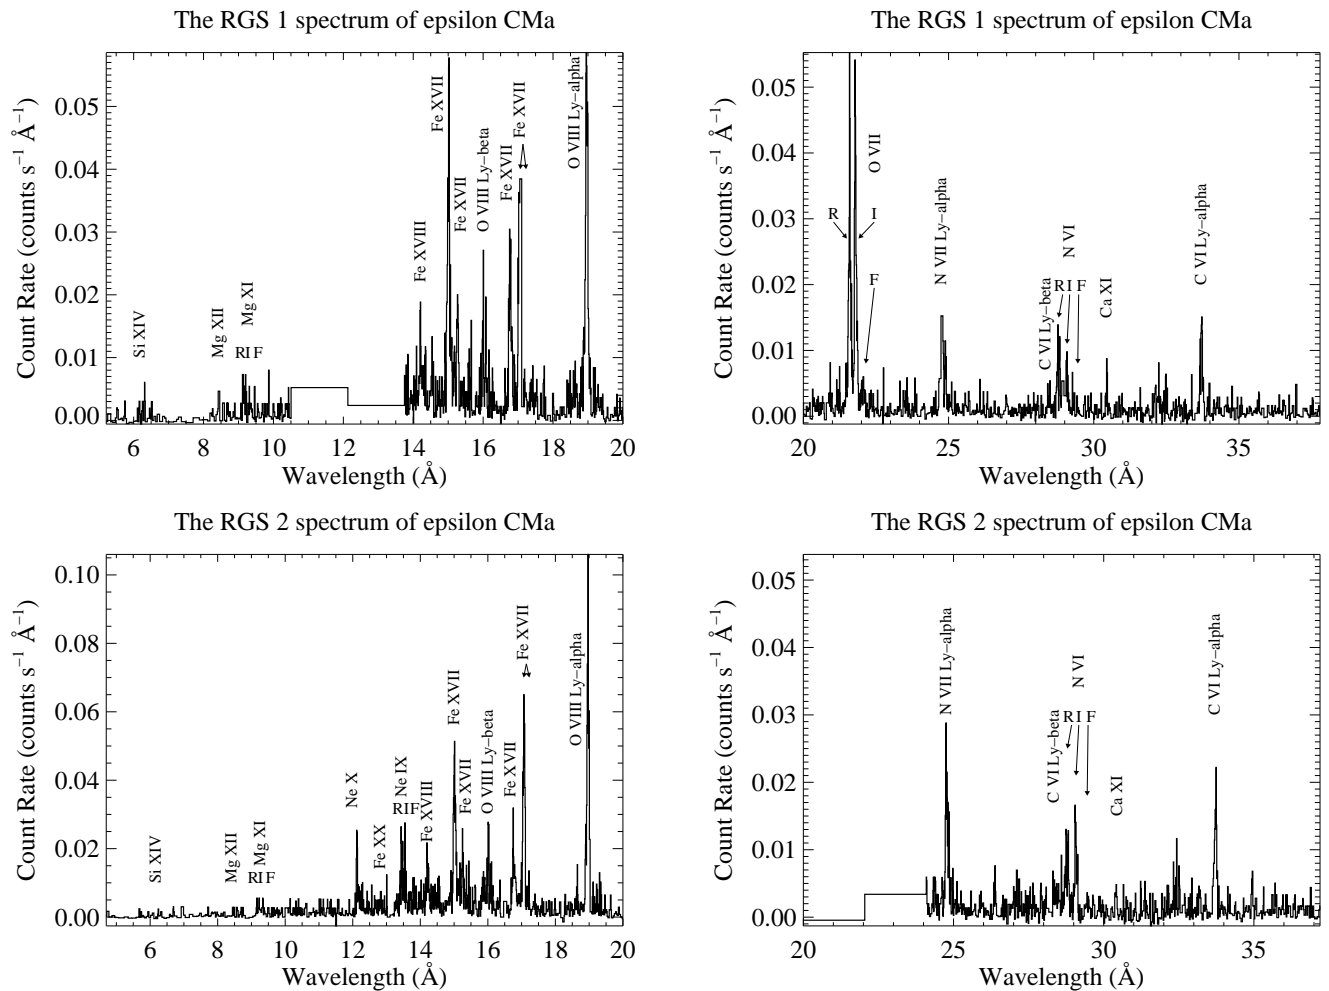 The RGS 1 spectrum of epsilon CMa
Count Rate (counts s⁻¹ Å⁻¹)
0.05
0.04
0.03
0.02
0.01
0.00
Si XIV
Mg XII
Mg XI
R I F
Fe XVIII
Fe XVII
Fe XVII
O VIII Ly-beta
Fe XVII
Fe XVII
O VIII Ly-alpha
6 8 10 12 14 16 18 20
Wavelength (Å)
The RGS 1 spectrum of epsilon CMa
Count Rate (counts s⁻¹ Å⁻¹)
0.05
0.04
0.03
0.02
0.01
0.00
O VII
R I
F
N VII Ly-alpha
C VI Ly-beta
N VI
R I F
Ca XI
C VI Ly-alpha
20 25 30 35
Wavelength (Å)
The RGS 2 spectrum of epsilon CMa
Count Rate (counts s⁻¹ Å⁻¹)
0.10
0.08
0.06
0.04
0.02
0.00
Si XIV
Mg XII
Mg XI
R I F
Ne X
Fe XX
Ne IX
R I F
Fe XVIII
Fe XVII
Fe XVII
O VIII Ly-beta
Fe XVII
Fe XVII
O VIII Ly-alpha
6 8 10 12 14 16 18 20
Wavelength (Å)
The RGS 2 spectrum of epsilon CMa
Count Rate (counts s⁻¹ Å⁻¹)
0.05
0.04
0.03
0.02
0.01
0.00
N VII Ly-alpha
C VI Ly-beta
N VI
R I F
Ca XI
C VI Ly-alpha
20 25 30 35
Wavelength (Å)